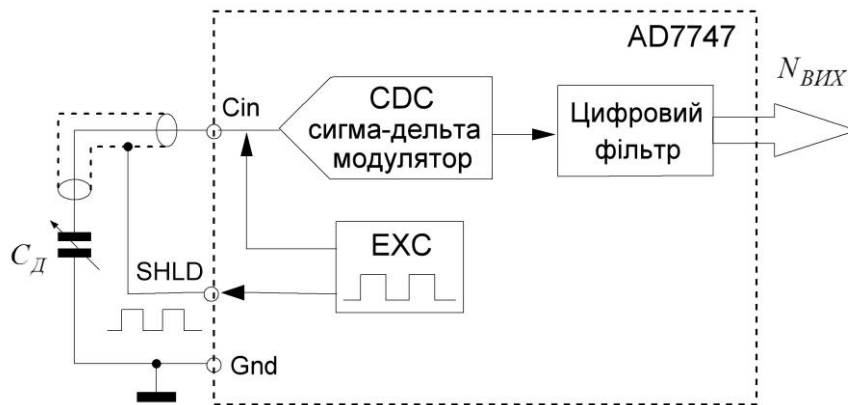 AD7747
N_ВИХ
Cin
CDC
сигма-дельта
модулятор
Цифровий
фільтр
EXC
SHLD
C_Д
Gnd